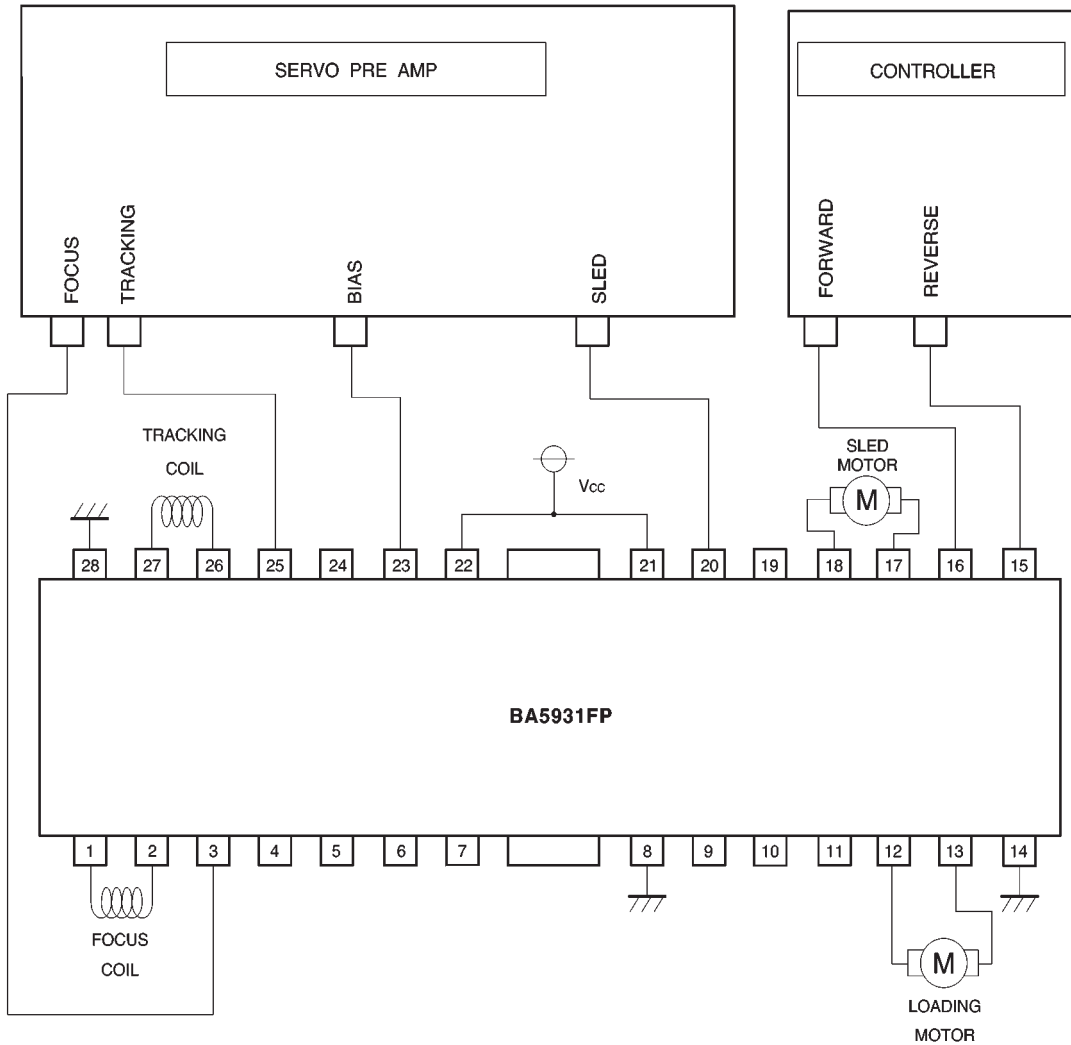 SERVO PRE AMP
CONTROLLER
FOCUS
TRACKING
BIAS
SLED
FORWARD
REVERSE
TRACKING
COIL
Vcc
SLED
MOTOR
M
28 27 26 25 24 23 22 21 20 19 18 17 16 15
BA5931FP
1 2 3 4 5 6 7 8 9 10 11 12 13 14
FOCUS
COIL
M
LOADING
MOTOR